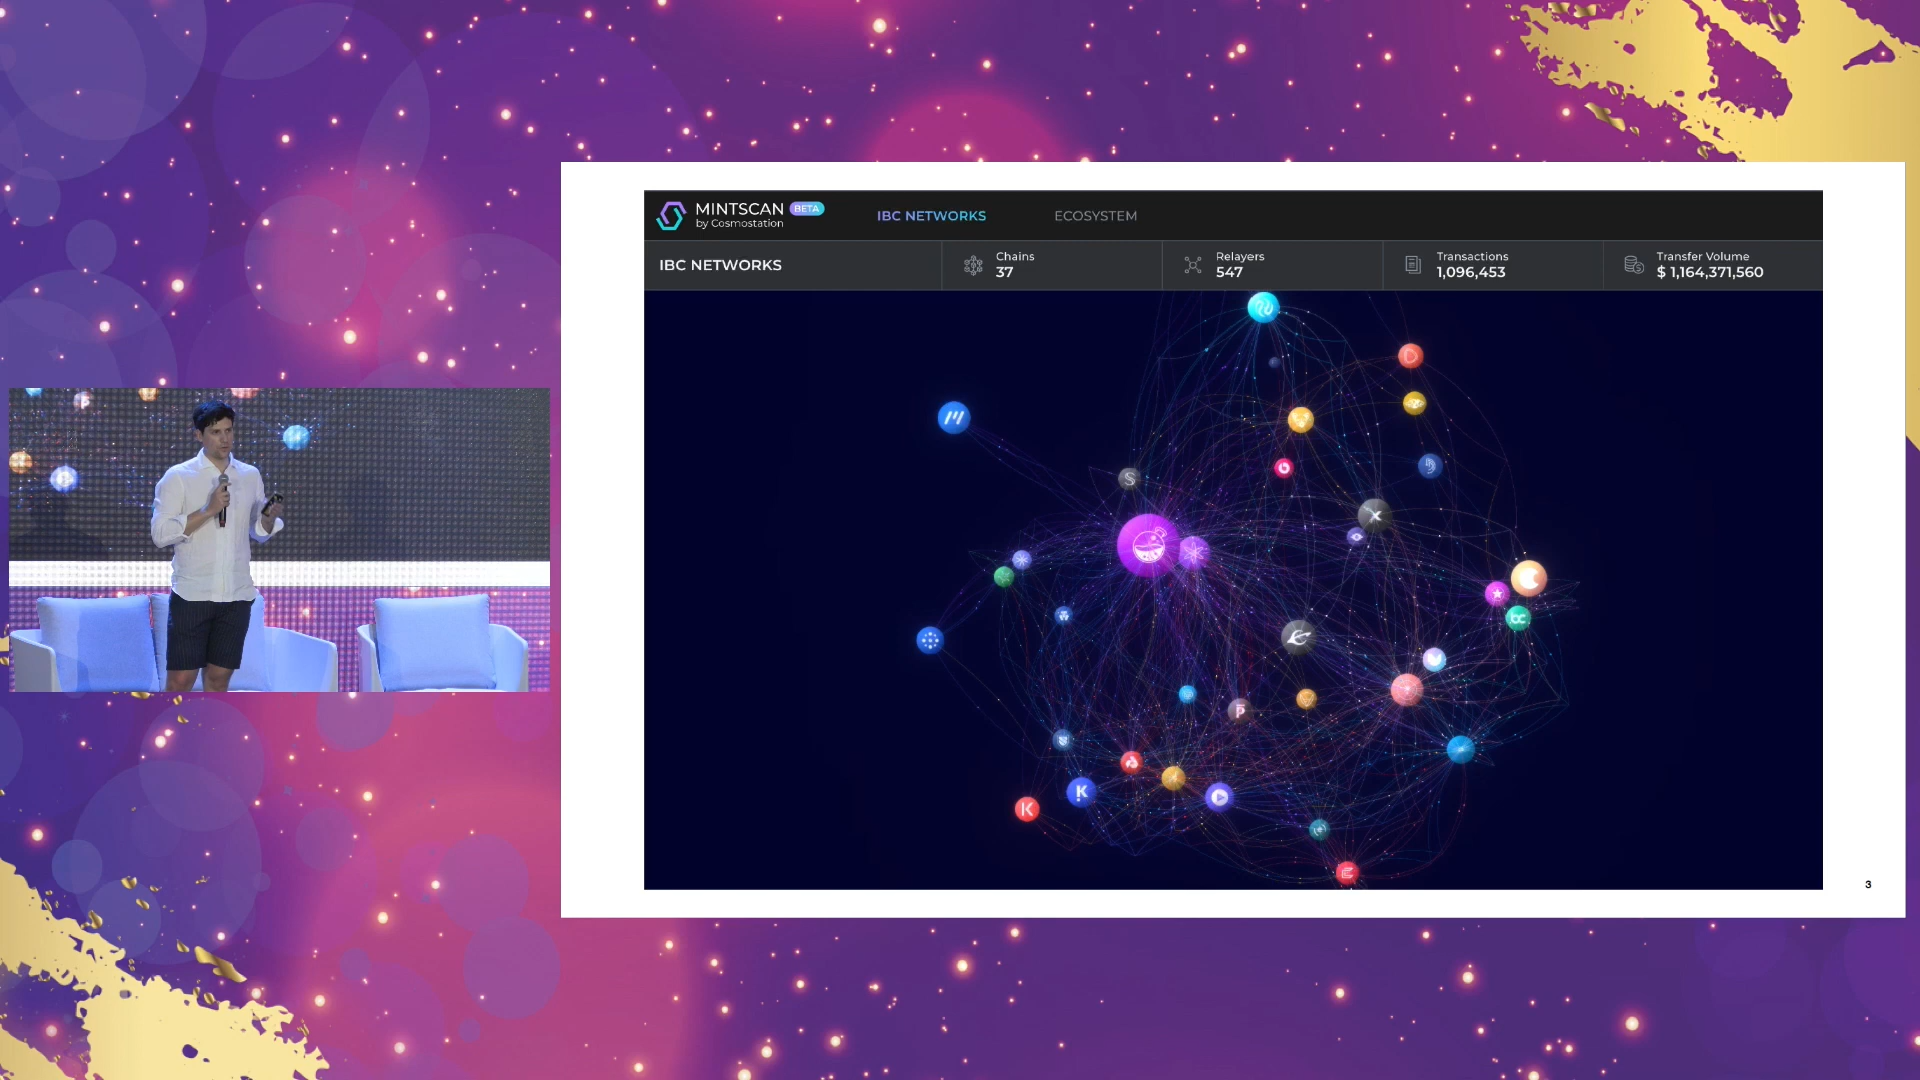 MINTSCAN BETA
by Cosmostation
IBC NETWORKS
ECOSYSTEM
IBC NETWORKS
Chains
37
Relayers
547
Transactions
1,096,453
Transfer Volume
$ 1,164,371,560
S
bc
K
K
3